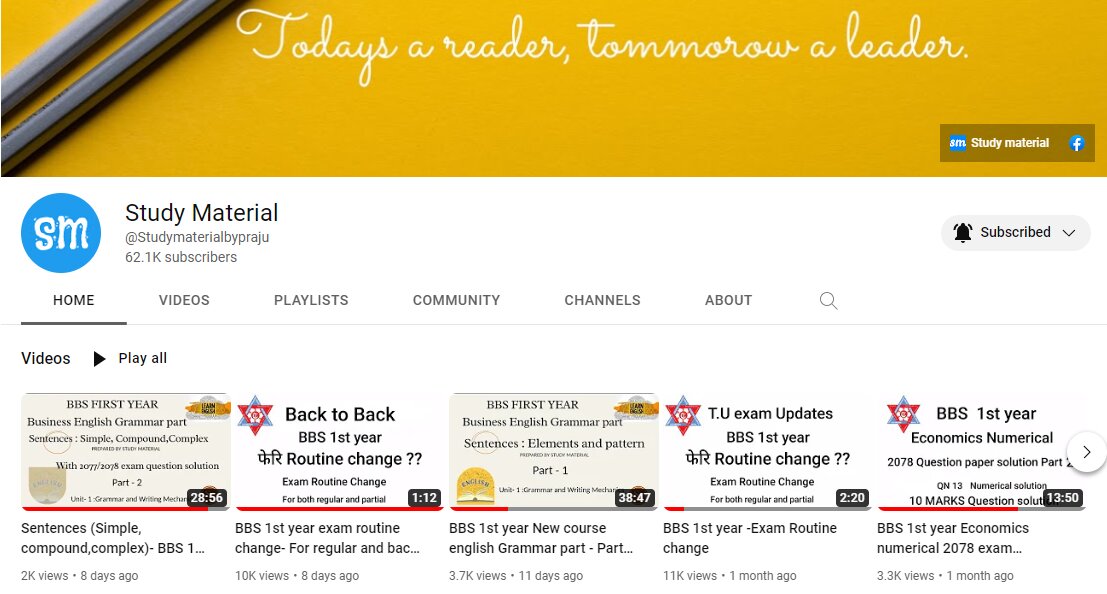 Todays a reader, tommorow a leader.
sm Study material
sm
Study Material
@Studymaterialbypraju
62.1K subscribers
Subscribed
HOME VIDEOS PLAYLISTS COMMUNITY CHANNELS ABOUT
Videos Play all
BBS FIRST YEAR
Business English Grammar part
Sentences : Simple, Compound,Complex
PREPARED BY STUDY MATERIAL
With 2077/2078 exam question solution
Part - 2
Unit- 1 :Grammar and Writing
LEARN ENGLISH
ENGLISH
28:56
Sentences (Simple,
compound,complex)- BBS 1...
2K views • 8 days ago
Back to Back
BBS 1st year
फेरि Routine change ??
Exam Routine Change
For both regular and partial
1:12
BBS 1st year exam routine
change- For regular and bac...
10K views • 8 days ago
BBS FIRST YEAR
Business English Grammar part
Sentences : Elements and pattern
PREPARED BY STUDY MATERIAL
Part - 1
Unit- 1 :Grammar and Writing
LEARN ENGLISH
ENGLISH
38:47
BBS 1st year New course
english Grammar part - Part...
3.7K views • 11 days ago
T.U exam Updates
BBS 1st year
फेरि Routine change ??
Exam Routine Change
For both regular and partial
2:20
BBS 1st year -Exam Routine
change
11K views • 1 month ago
BBS 1st year
Economics Numerical
2078 Question paper solution Part 2
QN 13 Numerical solution
10 MARKS Question
13:50
BBS 1st year Economics
numerical 2078 exam...
3.3K views • 1 month ago